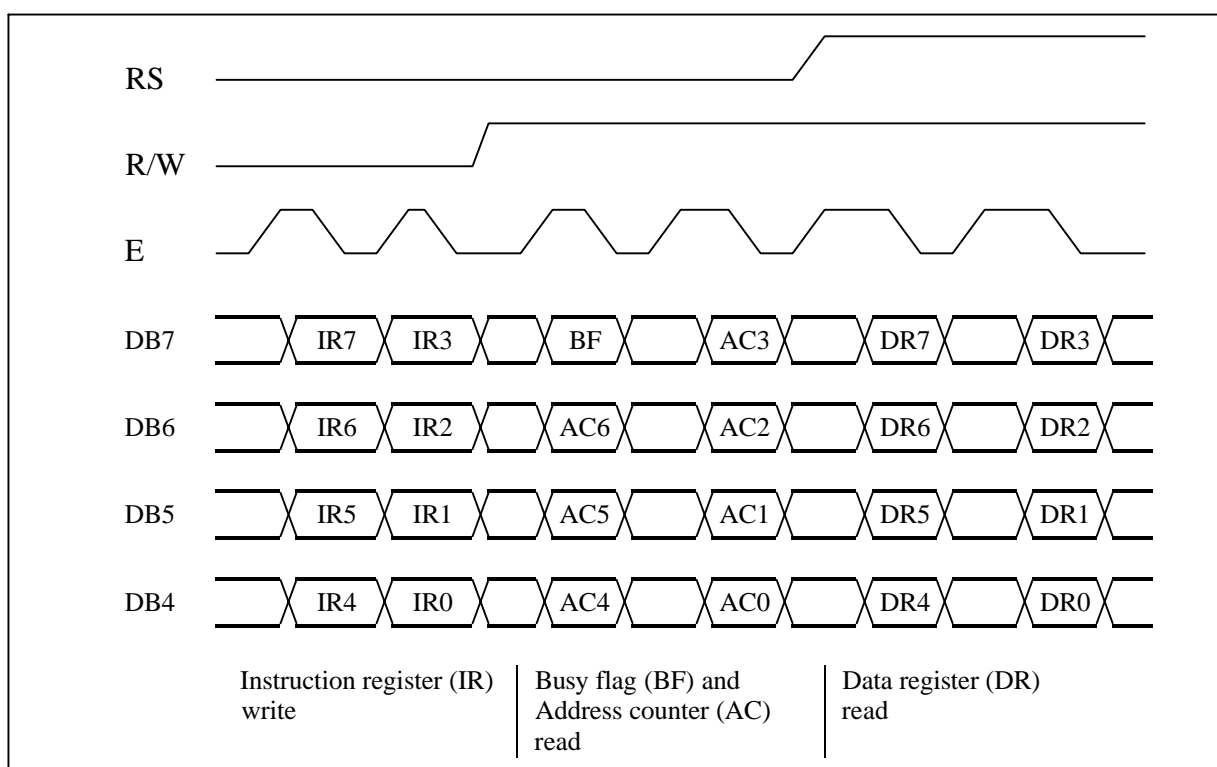 RS
R/W
E
DB7 IR7 IR3 BF AC3 DR7 DR3
DB6 IR6 IR2 AC6 AC2 DR6 DR2
DB5 IR5 IR1 AC5 AC1 DR5 DR1
DB4 IR4 IR0 AC4 AC0 DR4 DR0
Instruction register (IR)
write
Busy flag (BF) and
Address counter (AC)
read
Data register (DR)
read